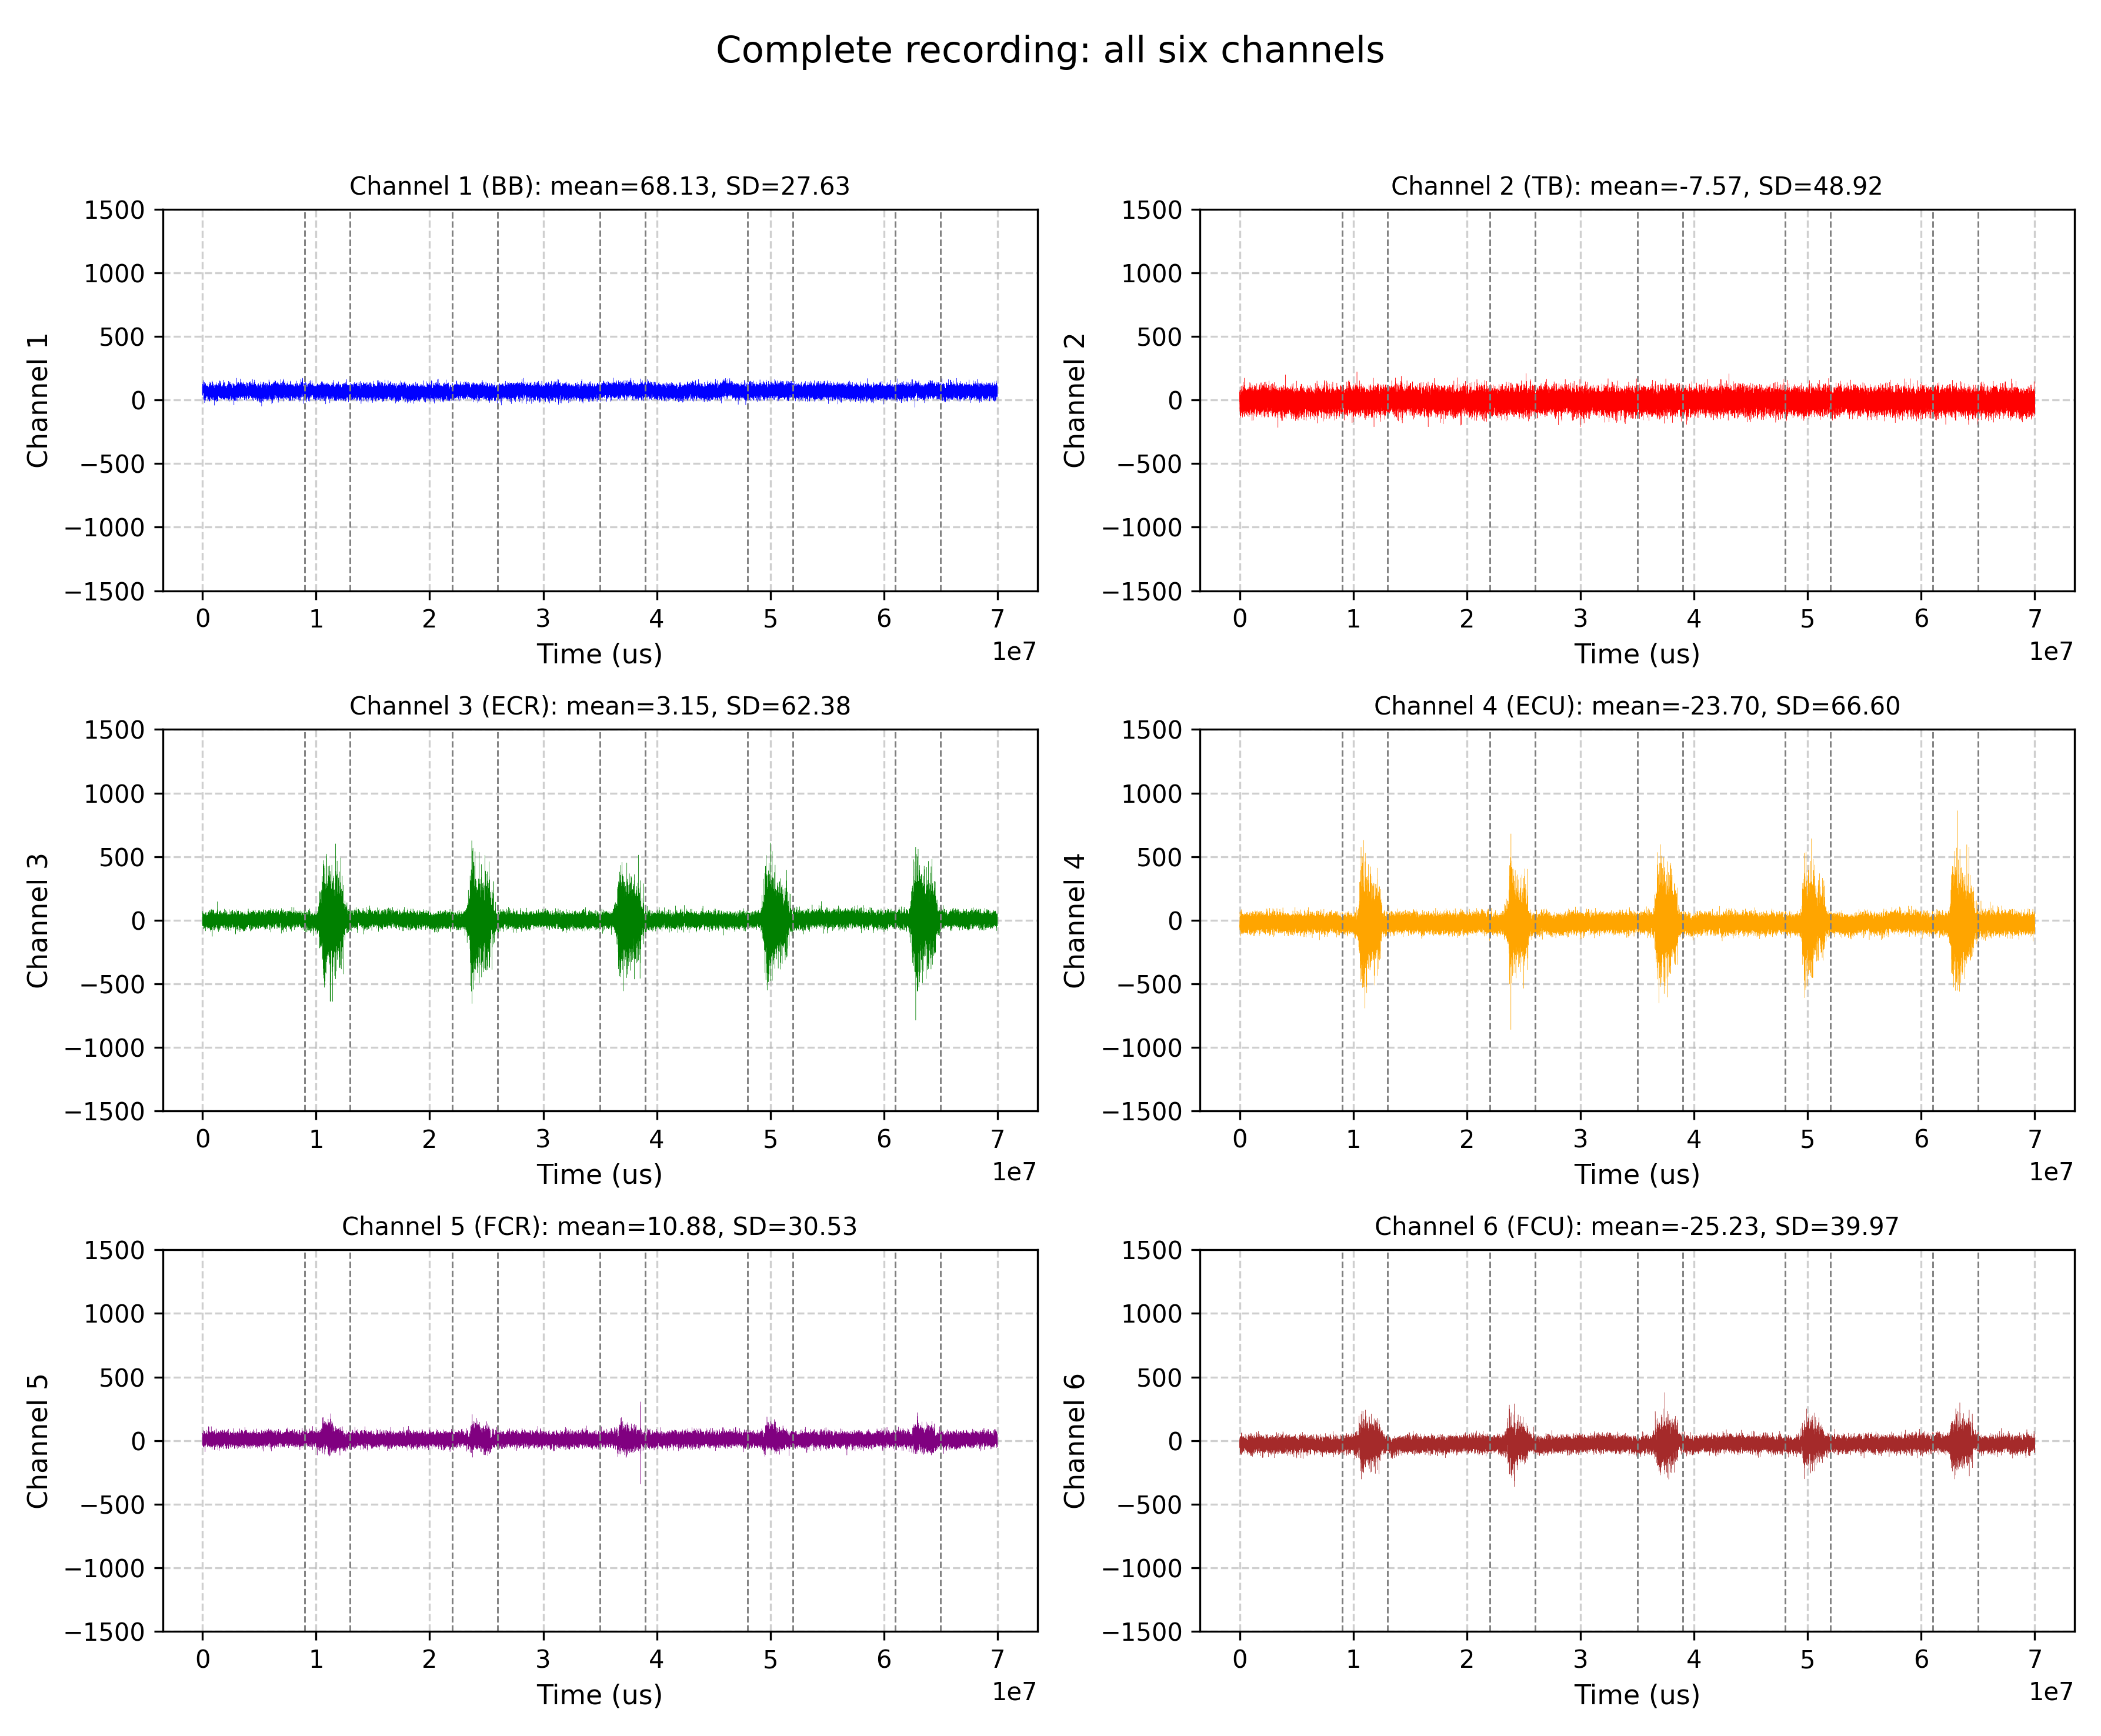 Complete recording: all six channels
Channel 1 (BB): mean=68.13, SD=27.63
1500
1000
500
0
−500
−1000
−1500
Channel 1
0 1 2 3 4 5 6 7
Time (us)
1e7
Channel 2 (TB): mean=-7.57, SD=48.92
1500
1000
500
0
−500
−1000
−1500
Channel 2
0 1 2 3 4 5 6 7
Time (us)
1e7
Channel 3 (ECR): mean=3.15, SD=62.38
1500
1000
500
0
−500
−1000
−1500
Channel 3
0 1 2 3 4 5 6 7
Time (us)
1e7
Channel 4 (ECU): mean=-23.70, SD=66.60
1500
1000
500
0
−500
−1000
−1500
Channel 4
0 1 2 3 4 5 6 7
Time (us)
1e7
Channel 5 (FCR): mean=10.88, SD=30.53
1500
1000
500
0
−500
−1000
−1500
Channel 5
0 1 2 3 4 5 6 7
Time (us)
1e7
Channel 6 (FCU): mean=-25.23, SD=39.97
1500
1000
500
0
−500
−1000
−1500
Channel 6
0 1 2 3 4 5 6 7
Time (us)
1e7